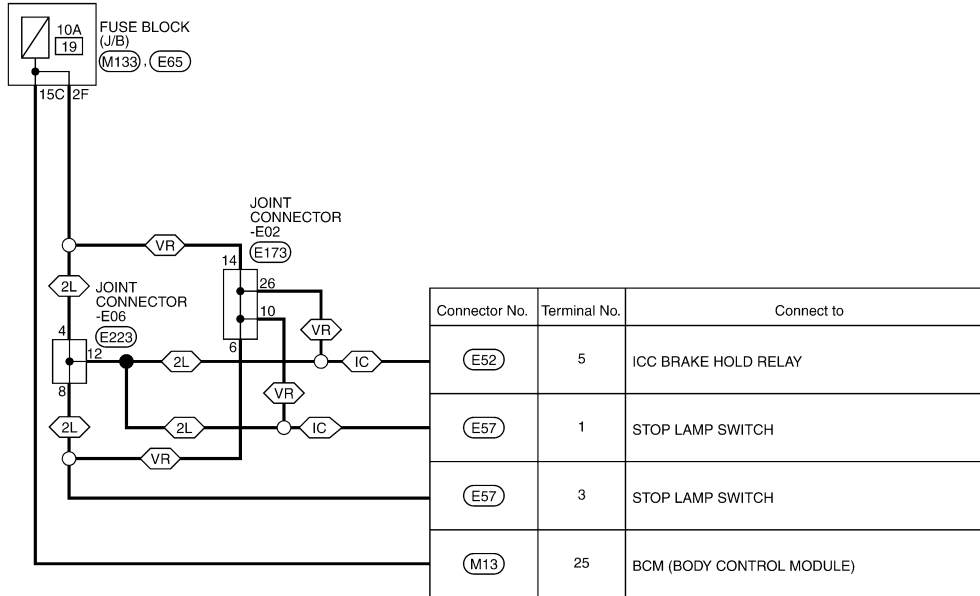 10A
19
FUSE BLOCK
(J/B)
M133 , E65
15C 2F
JOINT
CONNECTOR
-E02
E173
14
VR
26
10
6
2L
JOINT
CONNECTOR
-E06
E223
4
12
8
VR
2L
IC
VR
2L
IC
2L
VR
Connector No. Terminal No. Connect to
E52 5 ICC BRAKE HOLD RELAY
E57 1 STOP LAMP SWITCH
E57 3 STOP LAMP SWITCH
M13 25 BCM (BODY CONTROL MODULE)